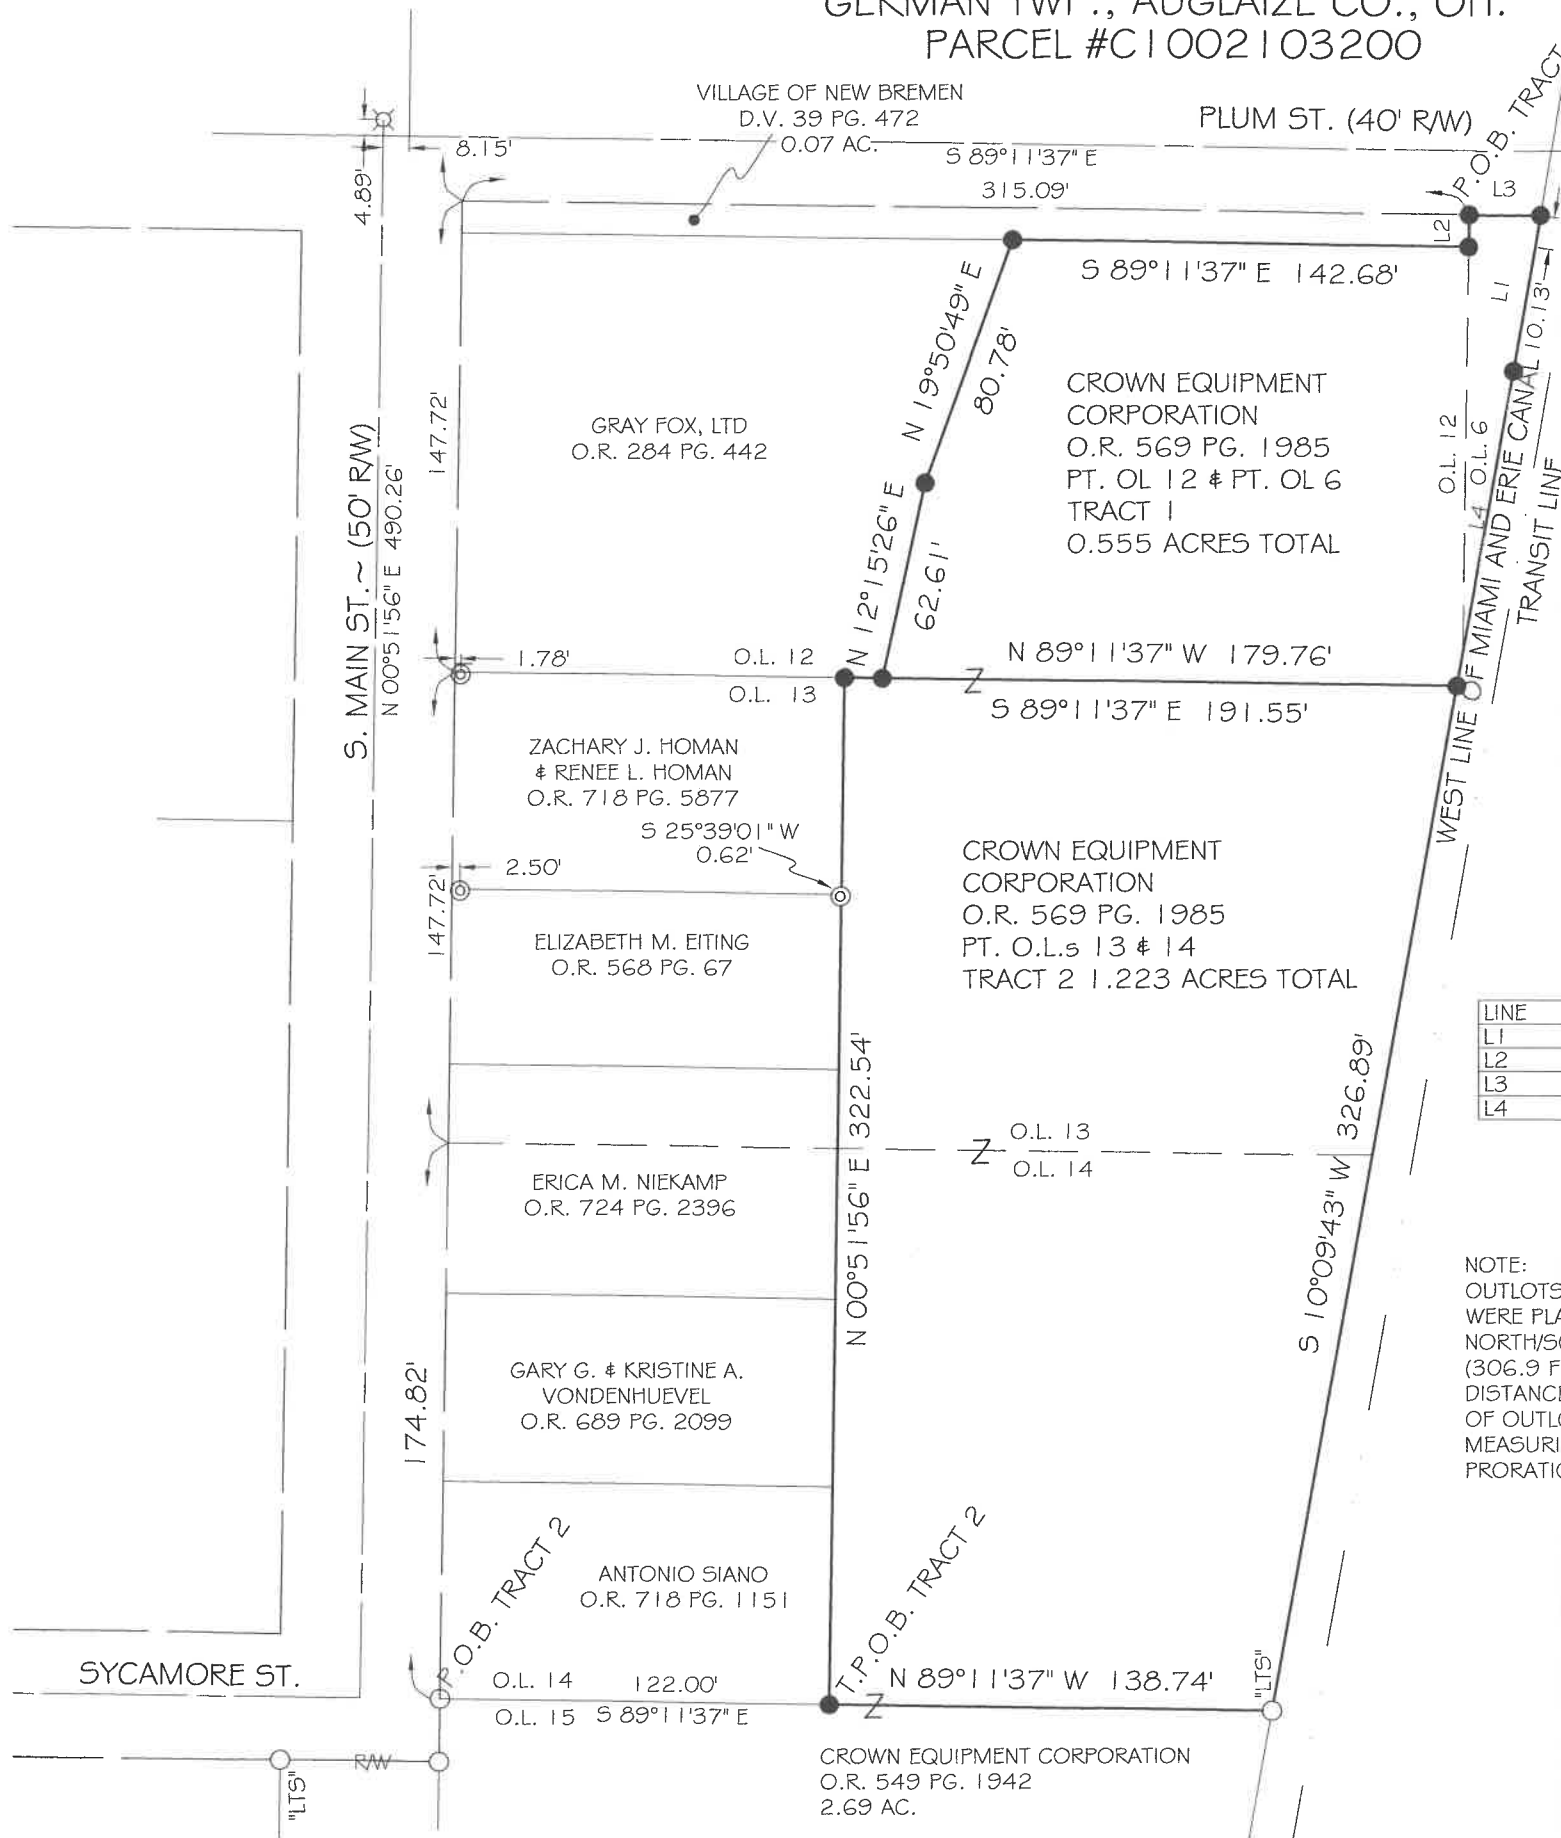 GERMAN TWP., AUGLAIZE CO., OH.
PARCEL #C1002103200
VILLAGE OF NEW BREMEN
D.V. 39 PG. 472
0.07 AC.
PLUM ST. (40' R/W)
P.O.B. TRACT
8.15'
4.89'
S 89°11'37" E
315.09'
L3
L2
L1
S 89°11'37" E 142.68'
10.13'
N 19°50'49" E
80.78'
147.72'
GRAY FOX, LTD
O.R. 284 PG. 442
CROWN EQUIPMENT
CORPORATION
O.R. 569 PG. 1985
PT. OL 12 & PT. OL 6
TRACT 1
0.555 ACRES TOTAL
O.L. 12
O.L. 6
L4
S. MAIN ST. ~ (50' R/W)
N 00°51'56" E 490.26'
N 12°15'26" E
62.61'
WEST LINE OF MIAMI AND ERIE CANAL
TRANSIT LINE
1.78'
O.L. 12
O.L. 13
N 89°11'37" W 179.76'
Z
S 89°11'37" E 191.55'
ZACHARY J. HOMAN
& RENEE L. HOMAN
O.R. 718 PG. 5877
S 25°39'01" W
0.62'
2.50'
147.72'
CROWN EQUIPMENT
CORPORATION
O.R. 569 PG. 1985
PT. O.L.s 13 & 14
TRACT 2 1.223 ACRES TOTAL
ELIZABETH M. EITING
O.R. 568 PG. 67
LINE
L1
L2
L3
L4
N 00°51'56" E 322.54'
S 10°09'43" W 326.89'
O.L. 13
Z
O.L. 14
ERICA M. NIEKAMP
O.R. 724 PG. 2396
NOTE:
OUTLOTS
WERE PLA
NORTH/SO
(306.9 F
DISTANCE
OF OUTLO
MEASURI
PRORATIO
174.82'
GARY G. & KRISTINE A.
VONDENHUEVEL
O.R. 689 PG. 2099
P.O.B. TRACT 2
ANTONIO SIANO
O.R. 718 PG. 1151
T.P.O.B. TRACT 2
SYCAMORE ST.
O.L. 14
122.00'
O.L. 15
S 89°11'37" E
N 89°11'37" W 138.74'
Z
"LTS"
R/W
"LTS"
CROWN EQUIPMENT CORPORATION
O.R. 549 PG. 1942
2.69 AC.